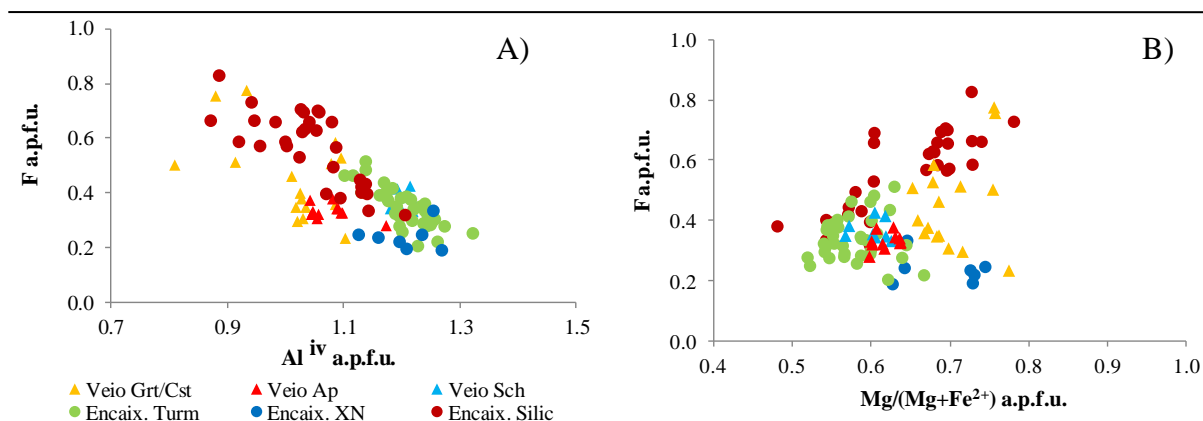 A)
F a.p.f.u.
1.0
0.8
0.6
0.4
0.2
0.0
0.7 0.9 1.1 1.3 1.5
Al iv a.p.f.u.
Veio Grt/Cst Veio Ap Veio Sch
Encaix. Turm Encaix. XN Encaix. Silic
B)
Fa.p.f.u.
1.0
0.8
0.6
0.4
0.2
0.0
0.4 0.5 0.6 0.7 0.8 0.9 1.0
Mg/(Mg+Fe²⁺) a.p.f.u.